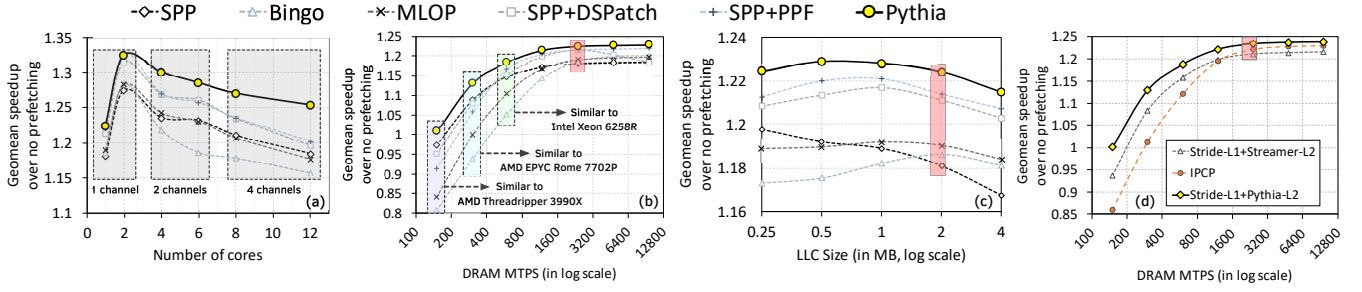 SPP Bingo MLOP SPP+DSPatch SPP+PPF Pythia
Geomean speedup
over no prefetching
1.35
1.3
1.25
1.2
1.15
1.1
1 channel
2 channels
4 channels
(a)
0 2 4 6 8 10 12
Number of cores
Geomean speedup
over no prefetching
1.25
1.2
1.15
1.1
1.05
1
0.95
0.9
0.85
0.8
Similar to
Intel Xeon 6258R
Similar to
AMD EPYC Rome 7702P
Similar to
AMD Threadripper 3990X
(b)
100 200 400 800 1600 3200 6400 12800
DRAM MTPS (in log scale)
Geomean speedup
over no prefetching
1.24
1.22
1.2
1.18
1.16
(c)
0.25 0.5 1 2 4
LLC Size (in MB, log scale)
Geomean speedup
over no prefetching
1.25
1.2
1.15
1.1
1.05
1
0.95
0.9
0.85
Stride-L1+Streamer-L2
IPCP
Stride-L1+Pythia-L2
(d)
100 200 400 800 1600 3200 6400 12800
DRAM MTPS (in log scale)